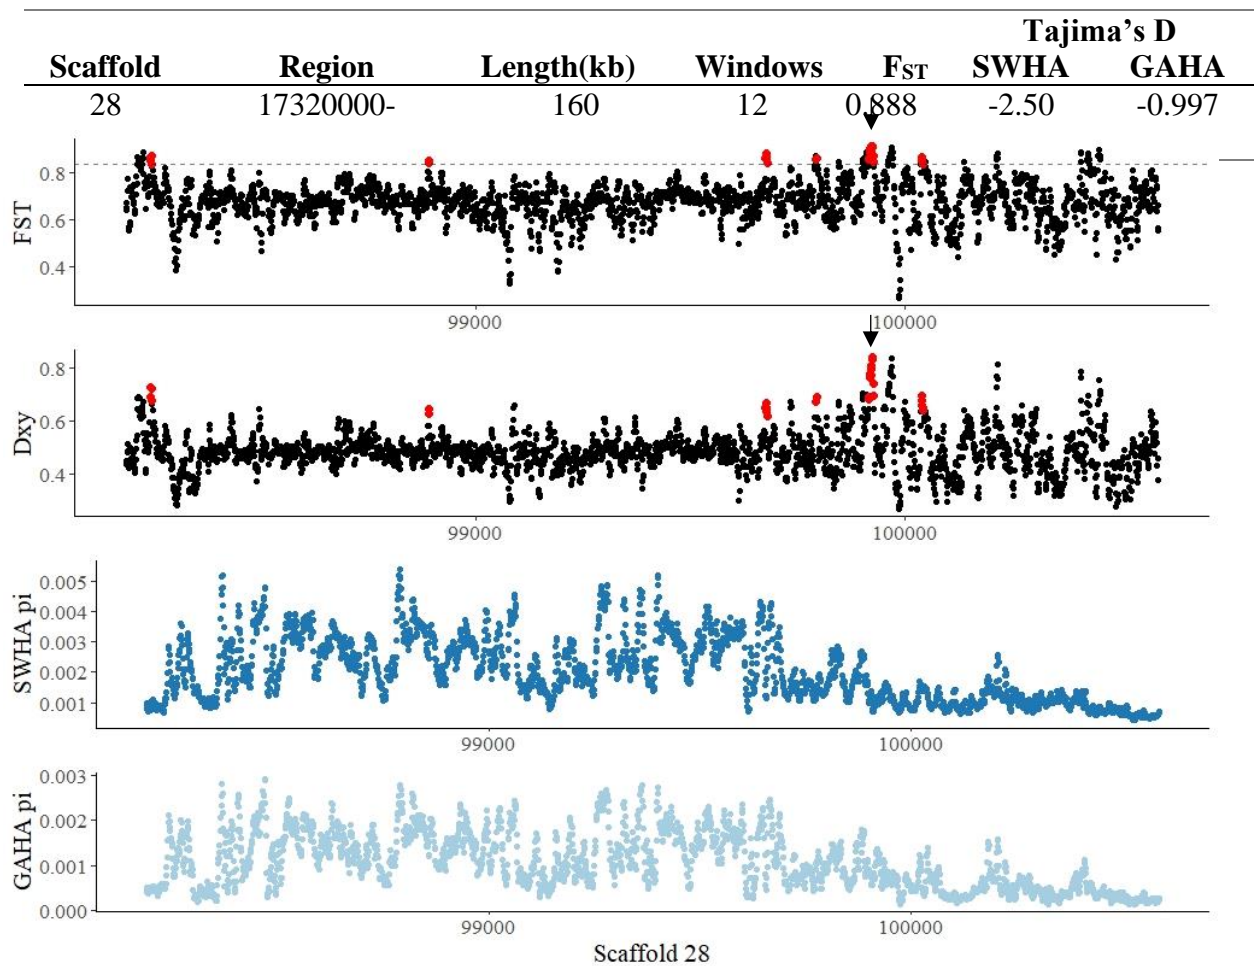 Tajima's D
Scaffold Region Length(kb) Windows FST SWHA GAHA
28 17320000- 160 12 0.888 -2.50 -0.997
FST
0.8
0.6
0.4
99000 100000
Dxy
0.8
0.6
0.4
99000 100000
SWHA pi
0.005
0.004
0.003
0.002
0.001
99000 100000
GAHA pi
0.003
0.002
0.001
0.000
99000 100000
Scaffold 28